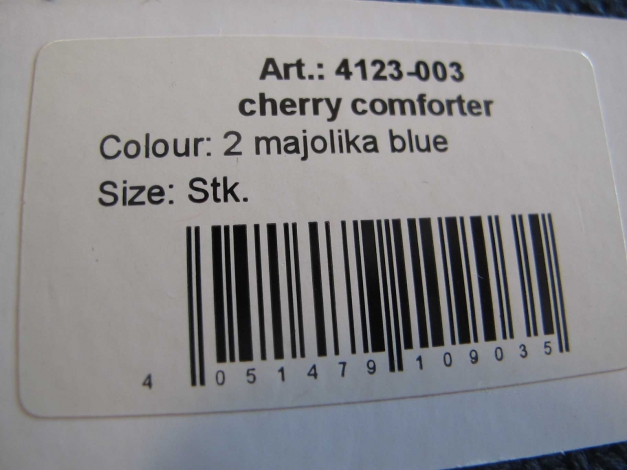 Art.: 4123-003
cherry comforter
Colour: 2 majolika blue
Size: Stk.
4 051479 109035